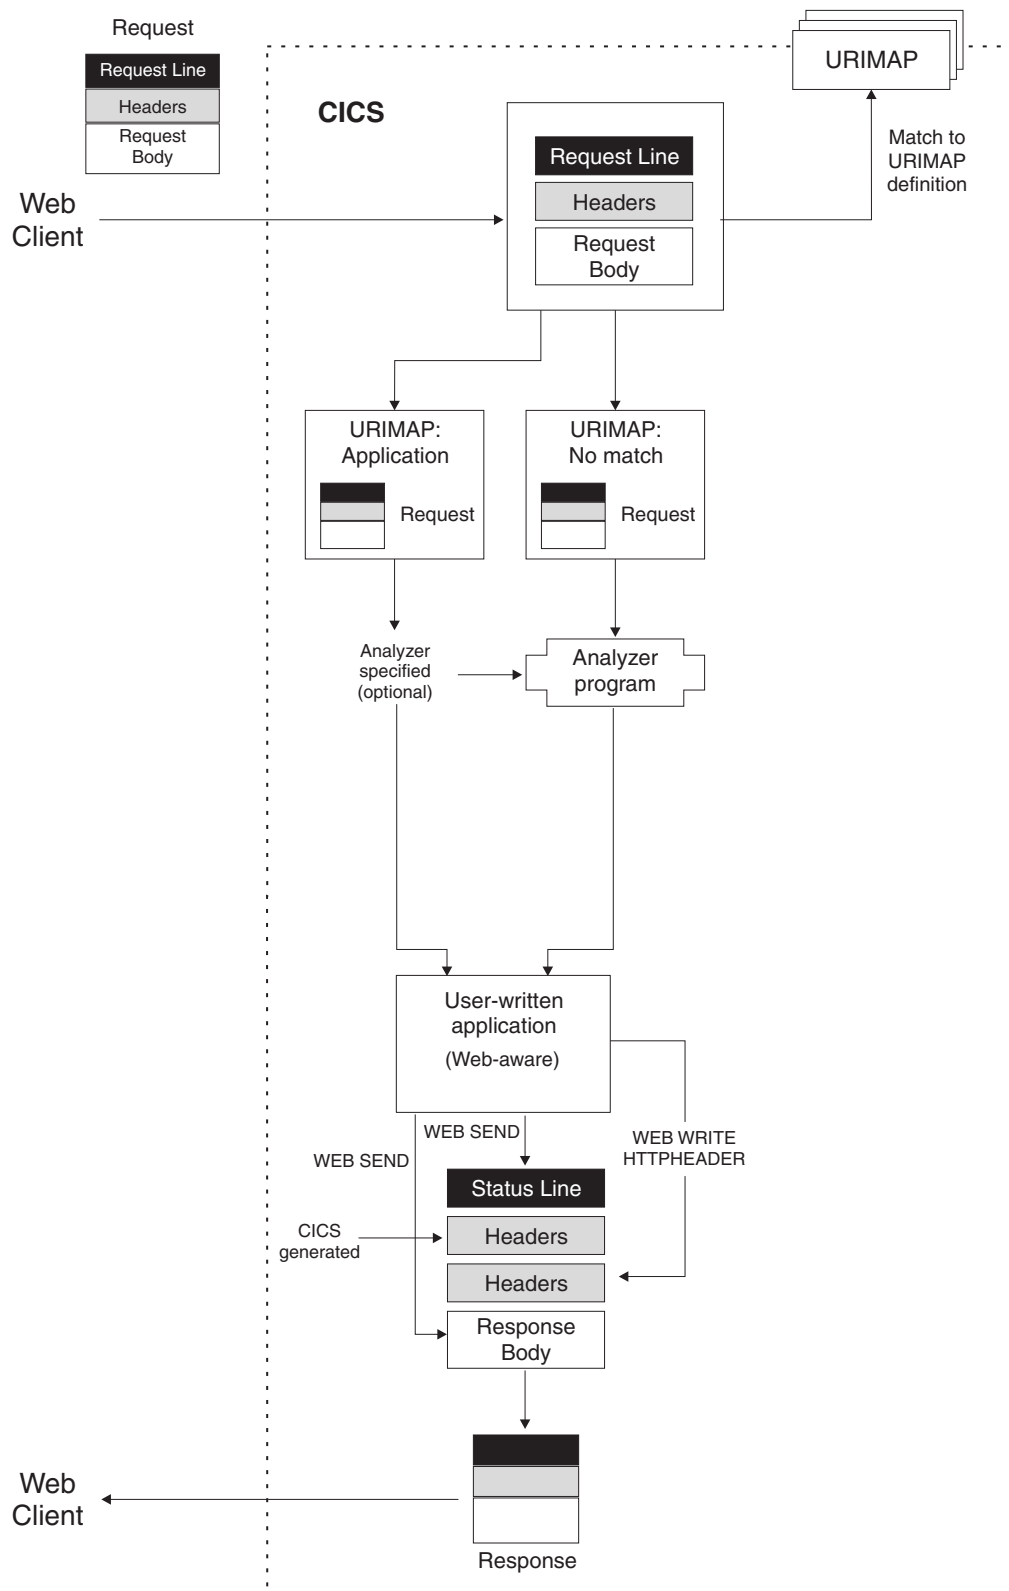 Request
Request Line
Headers
Request
Body
Web
Client
CICS
URIMAP
Request Line
Headers
Request
Body
Match to
URIMAP
definition
URIMAP:
Application
Request
URIMAP:
No match
Request
Analyzer
specified
(optional)
Analyzer
program
User-written
application
(Web-aware)
WEB SEND
WEB SEND
WEB WRITE
HTTPHEADER
Status Line
CICS
generated
Headers
Headers
Response
Body
Web
Client
Response